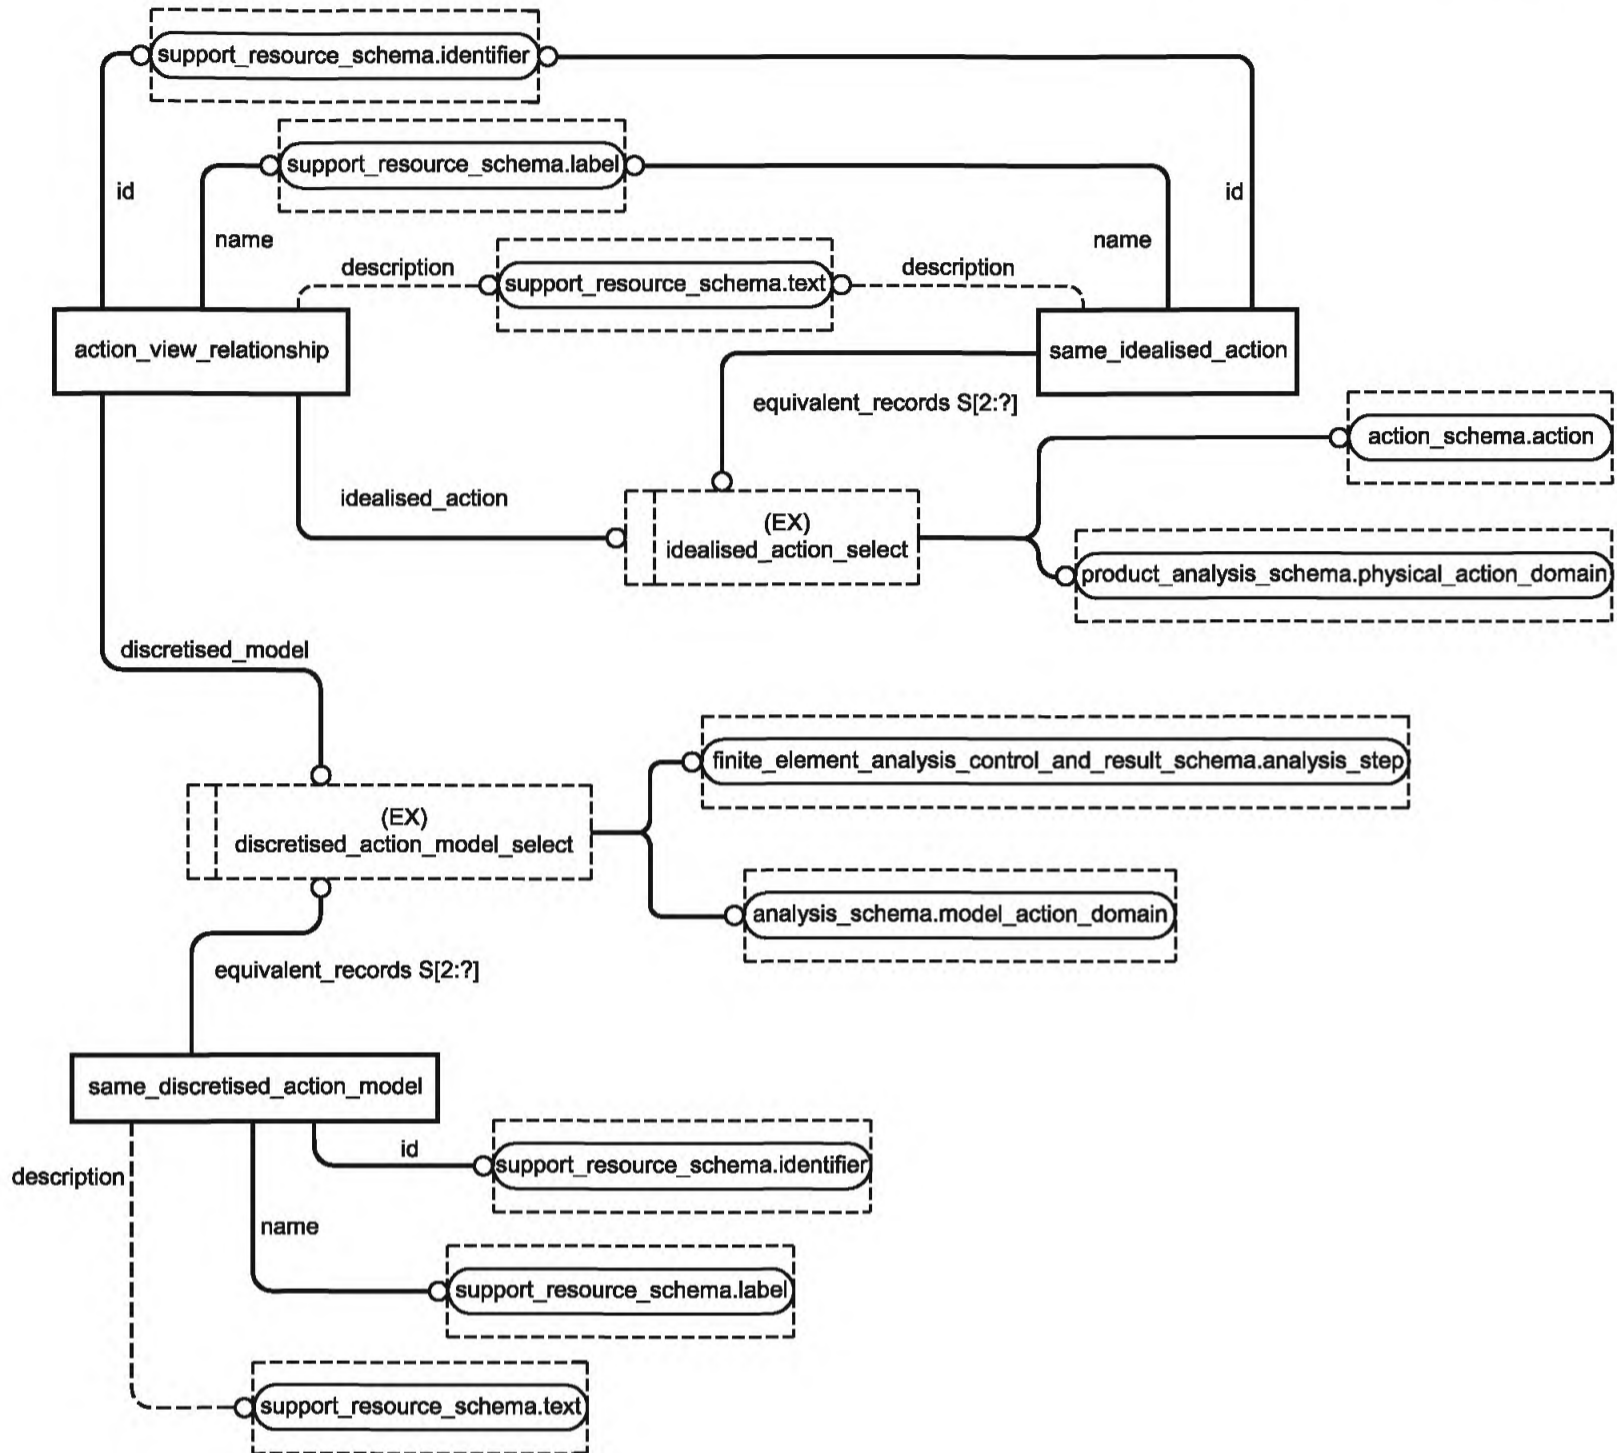 support_resource_schema.identifier
support_resource_schema.label
id
id
name
name
description
description
support_resource_schema.text
action_view_relationship
same_idealised_action
equivalent_records S[2:?]
action_schema.action
idealised_action
(EX)
idealised_action_select
product_analysis_schema.physical_action_domain
discretised_model
finite_element_analysis_control_and_result_schema.analysis_step
(EX)
discretised_action_model_select
analysis_schema.model_action_domain
equivalent_records S[2:?]
same_discretised_action_model
id
support_resource_schema.identifier
description
name
support_resource_schema.label
support_resource_schema.text